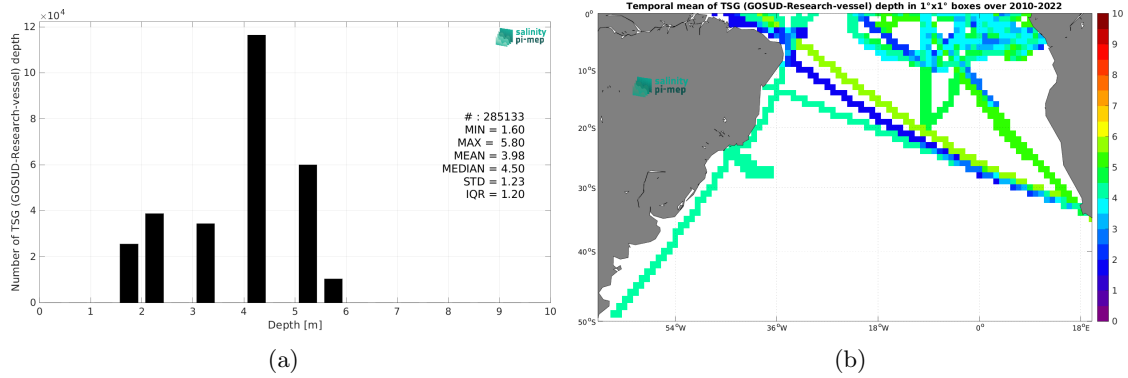 ×10⁴
12
10
8
6
4
2
0
Number of TSG (GOSUD-Research-vessel) depth
salinity
pi-mep
# : 285133
MIN = 1.60
MAX = 5.80
MEAN = 3.98
MEDIAN = 4.50
STD = 1.23
IQR = 1.20
0 1 2 3 4 5 6 7 8 9 10
Depth [m]
(a)
Temporal mean of TSG (GOSUD-Research-vessel) depth in 1°x1° boxes over 2010-2022
0°
10°S
20°S
30°S
40°S
50°S
salinity
pi-mep
54°W 36°W 18°W 0° 18°E
10
9
8
7
6
5
4
3
2
1
0
(b)